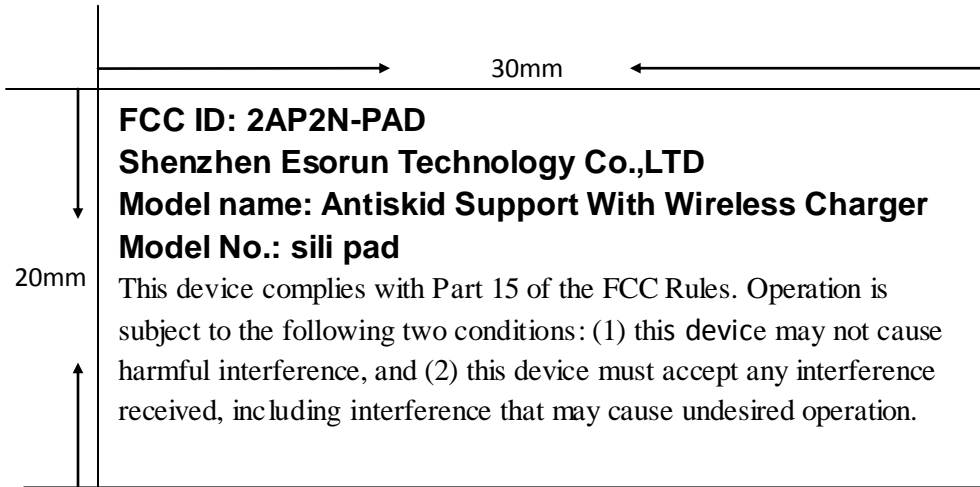 30mm
FCC ID: 2AP2N-PAD
Shenzhen Esorun Technology Co.,LTD
Model name: Antiskid Support With Wireless Charger
Model No.: sili pad
20mm
This device complies with Part 15 of the FCC Rules. Operation is
subject to the following two conditions: (1) this device may not cause
harmful interference, and (2) this device must accept any interference
received, including interference that may cause undesired operation.